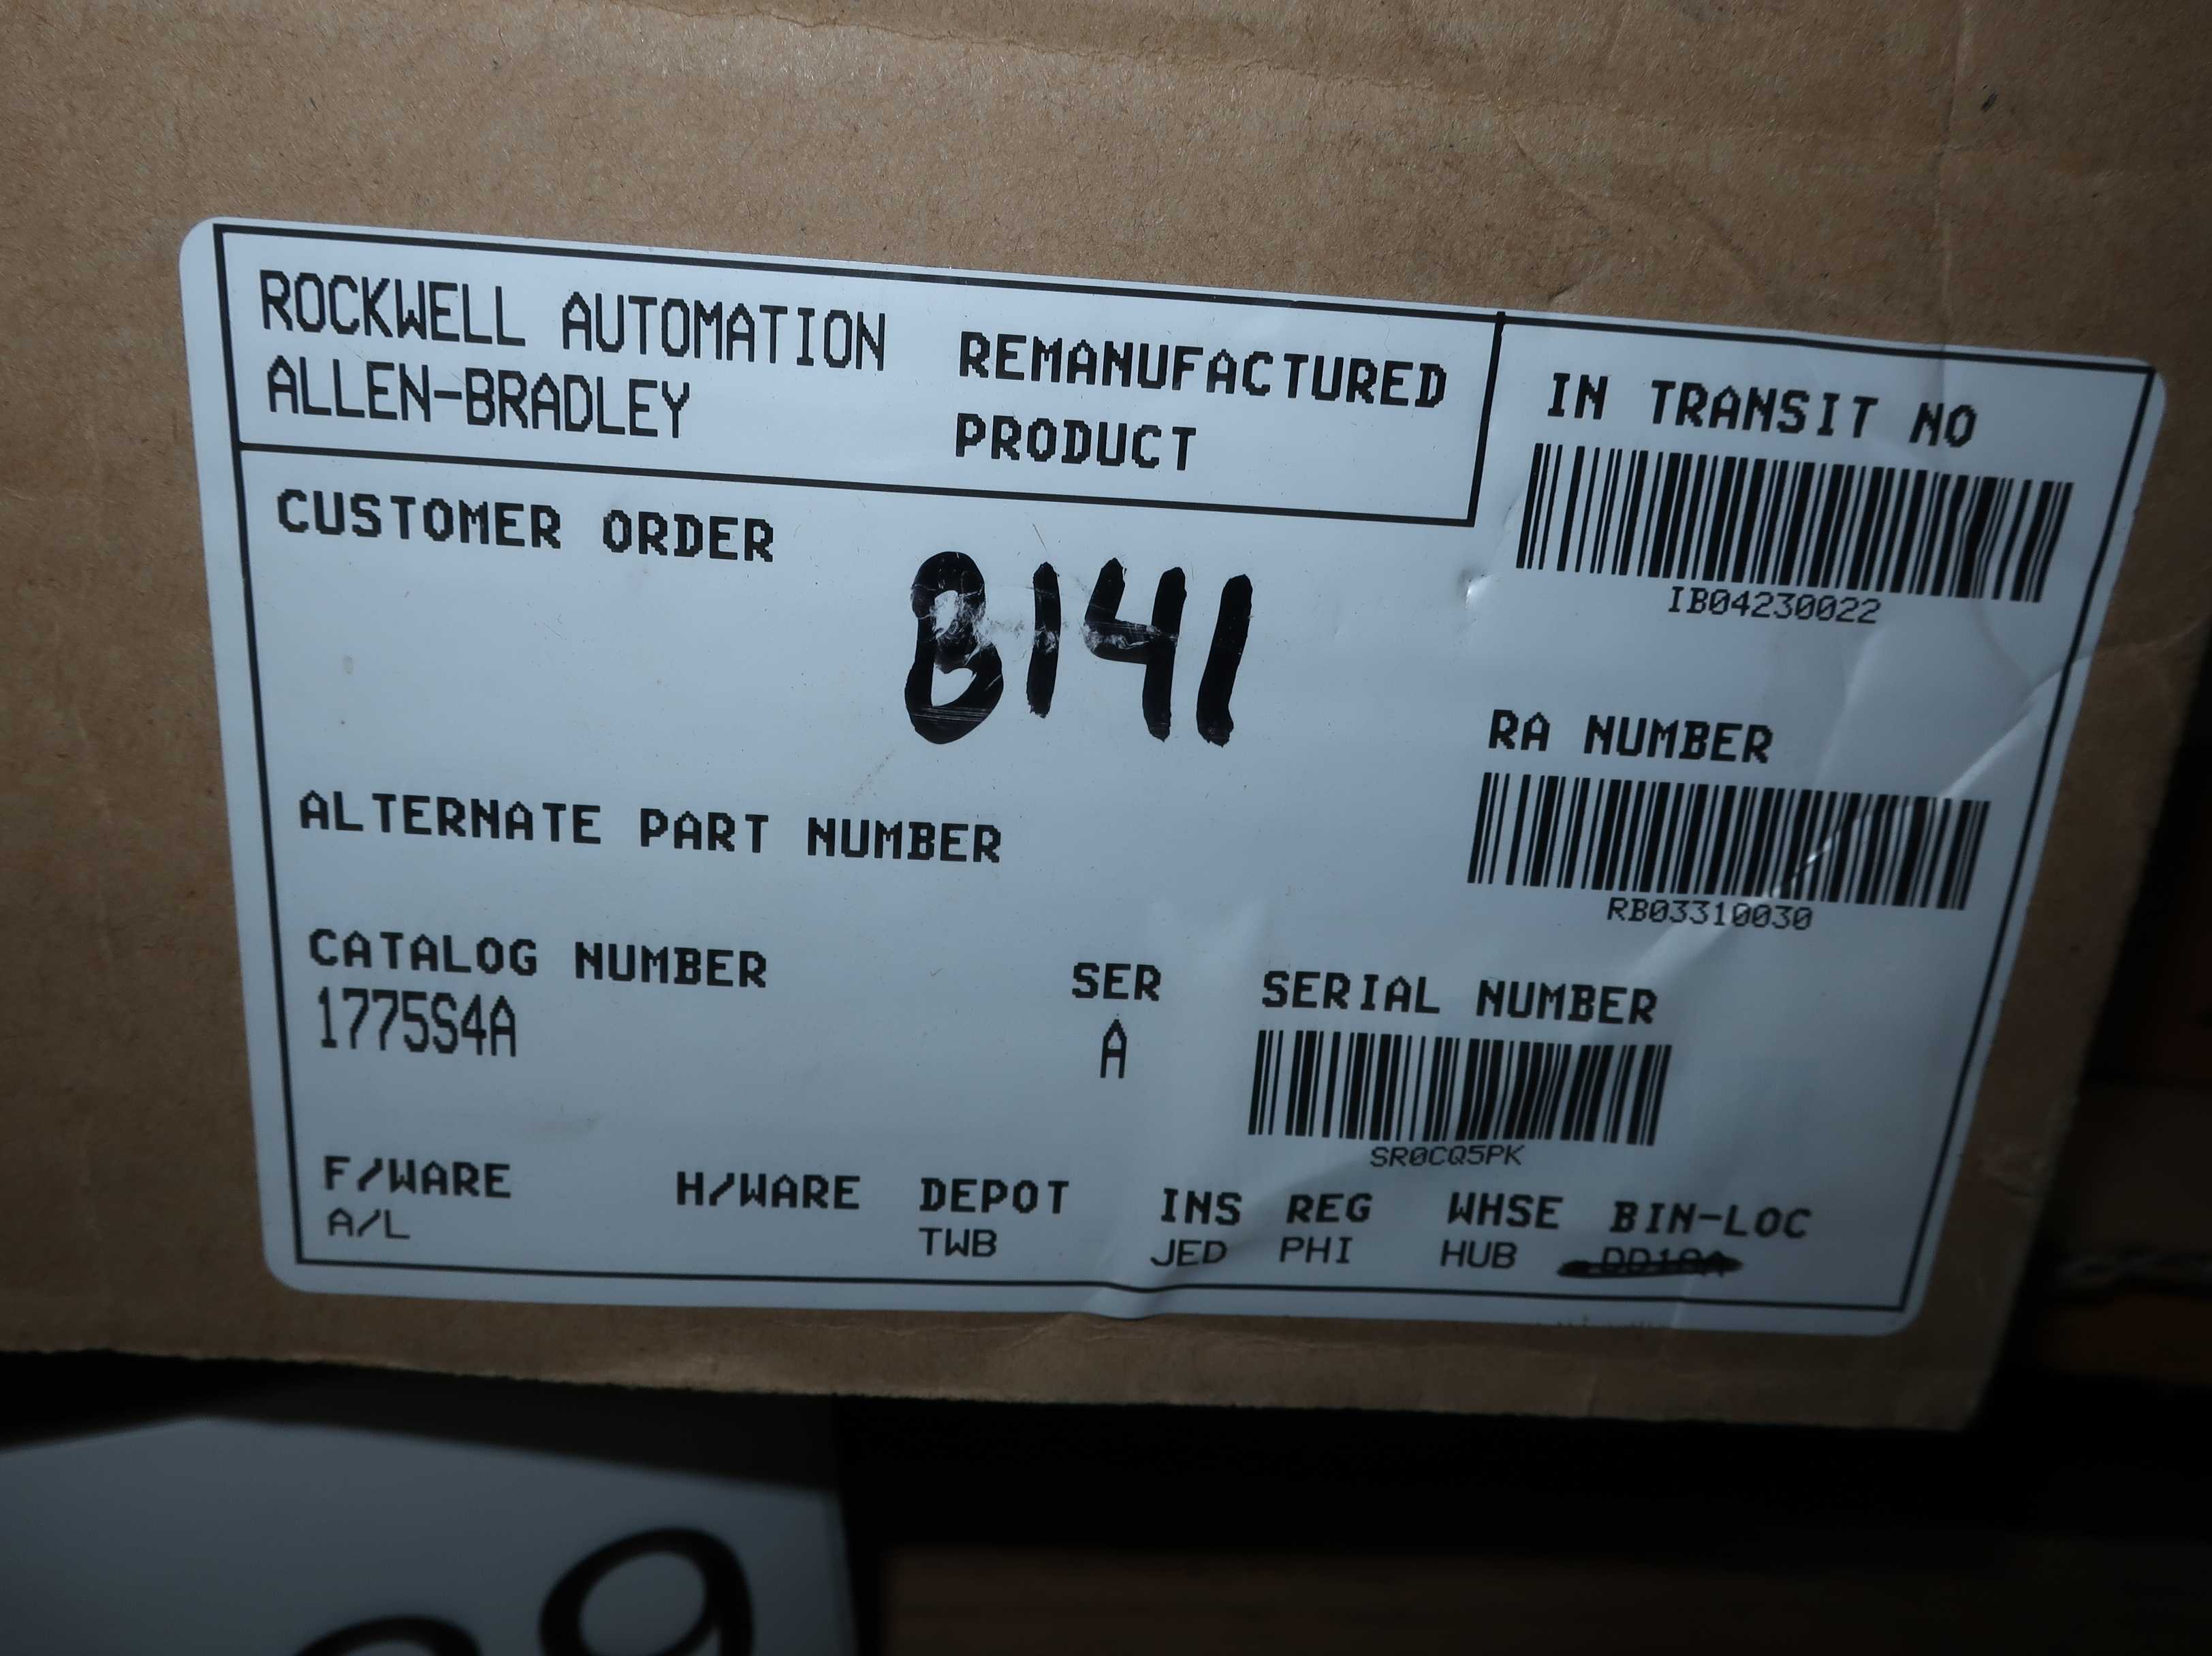 ROCKWELL AUTOMATION
ALLEN-BRADLEY
REMANUFACTURED
PRODUCT
IN TRANSIT NO
IB04230022
CUSTOMER ORDER
8141
RA NUMBER
RB03310030
ALTERNATE PART NUMBER
CATALOG NUMBER
1775S4A
SER
A
SERIAL NUMBER
SR0CQ5PK
F/WARE H/WARE DEPOT INS REG WHSE BIN-LOC
A/L TWB JED PHI HUB